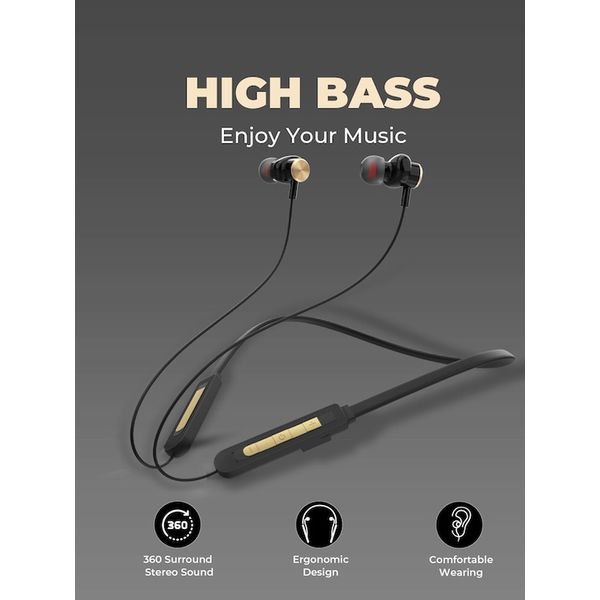 HIGH BASS
Enjoy Your Music
360
360 Surround
Stereo Sound
Ergonomic
Design
Comfortable
Wearing